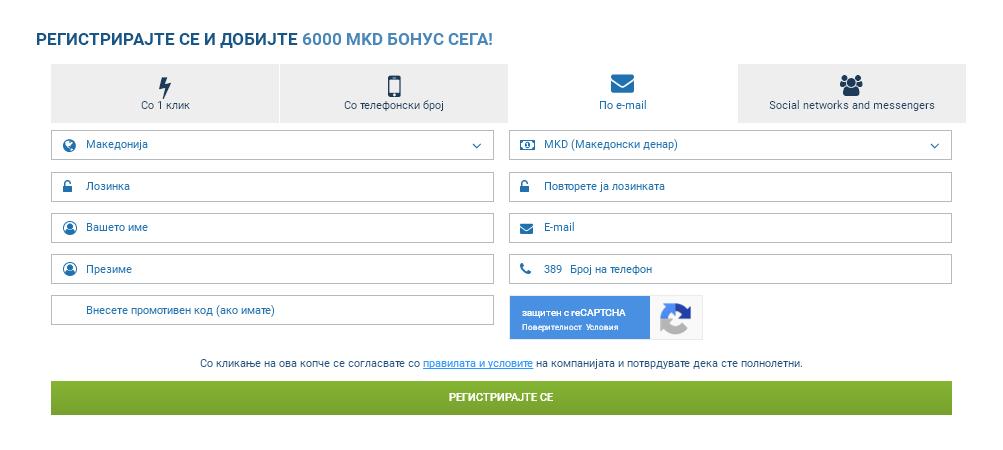 РЕГИСТРИРАЈТЕ СЕ И ДОБИЈТЕ 6000 MKD БОНУС СЕГА!
Со 1 клик
Со телефонски број
По e-mail
Social networks and messengers
Македонија
MKD (Македонски денар)
Лозинка
Повторете ја лозинката
Вашето име
E-mail
Презиме
389 Број на телефон
Внесете промотивен код (ако имате)
защитен с reCAPTCHA
Поверителност Условия
Со кликање на ова копче се согласвате со правилата и условите на компанијата и потврдувате дека сте полнолетни.
РЕГИСТРИРАЈТЕ СЕ